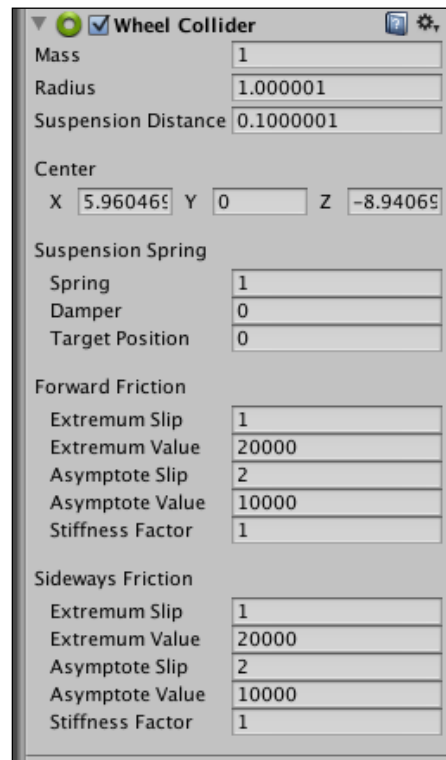 Wheel Collider
Mass 1
Radius 1.000001
Suspension Distance 0.1000001
Center
X 5.960469 Y 0 Z -8.94069
Suspension Spring
Spring 1
Damper 0
Target Position 0
Forward Friction
Extremum Slip 1
Extremum Value 20000
Asymptote Slip 2
Asymptote Value 10000
Stiffness Factor 1
Sideways Friction
Extremum Slip 1
Extremum Value 20000
Asymptote Slip 2
Asymptote Value 10000
Stiffness Factor 1